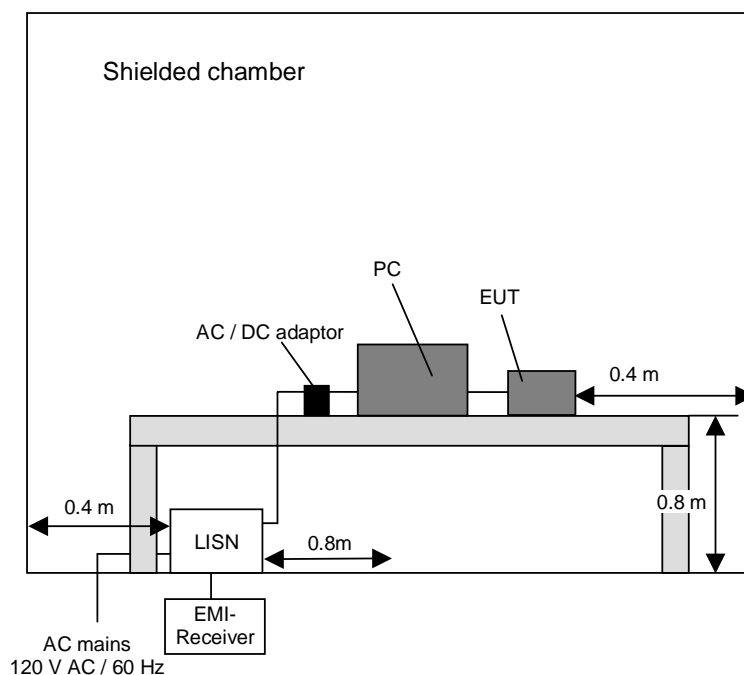 Shielded chamber
PC
EUT
AC / DC adaptor
0.4 m
0.4 m
0.8 m
LISN
0.8m
EMI-
Receiver
AC mains
120 V AC / 60 Hz